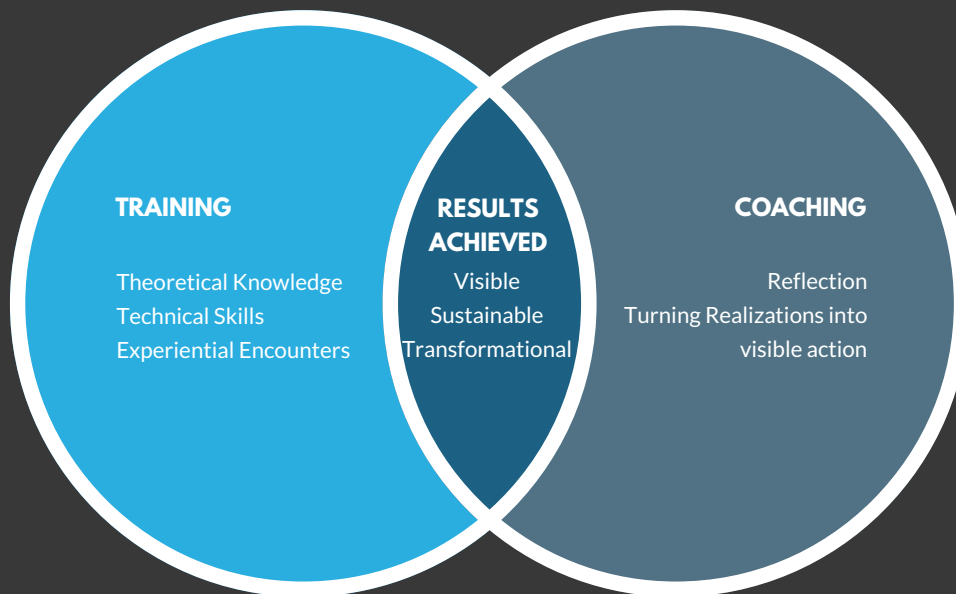 TRAINING
Theoretical Knowledge
Technical Skills
Experiential Encounters
RESULTS
ACHIEVED
Visible
Sustainable
Transformational
COACHING
Reflection
Turning Realizations into
visible action